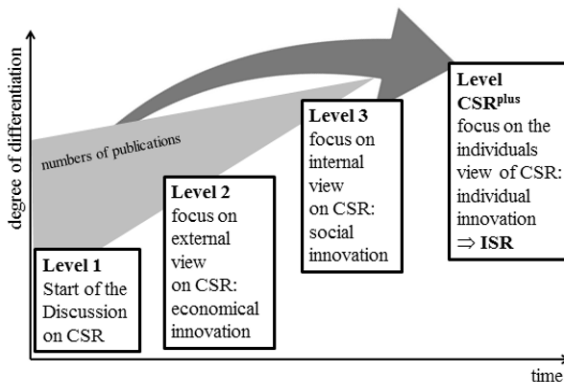 degree of differentiation
numbers of publications
Level 1
Start of the
Discussion
on CSR
Level 2
focus on
external
view
on CSR:
economical
innovation
Level 3
focus on
internal
view
on CSR:
social
innovation
Level
CSRplus
focus on the
individuals
view of CSR:
individual
innovation
⇒ ISR
time